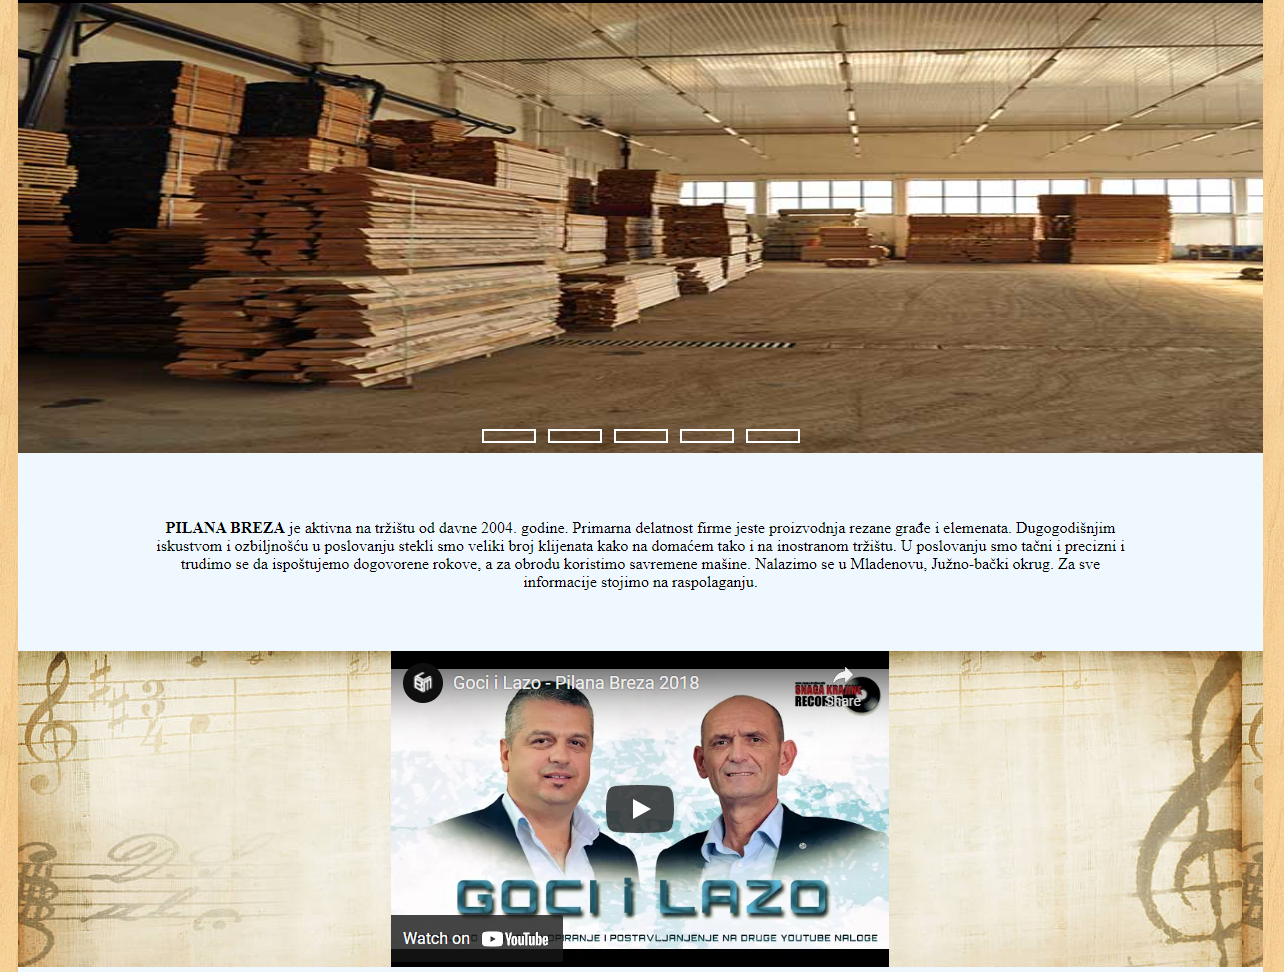 PILANA BREZA je aktivna na tržištu od davne 2004. godine. Primarna delatnost firme jeste proizvodnja rezane građe i elemenata. Dugogodišnjim
iskustvom i ozbiljnošću u poslovanju stekli smo veliki broj klijenata kako na domaćem tako i na inostranom tržištu. U poslovanju smo tačni i precizni i
trudimo se da ispoštujemo dogovorene rokove, a za obrodu koristimo savremene mašine. Nalazimo se u Mladenovu, Južno-bački okrug. Za sve
informacije stojimo na raspolaganju.
Goci i Lazo - Pilana Breza 2018
SNAGA KRAJINE
RECORDS
Share
GOCI i LAZO
Watch on YouTube
I POSTAVLJANJENJE NA DRUGE YOUTUBE NALOGE